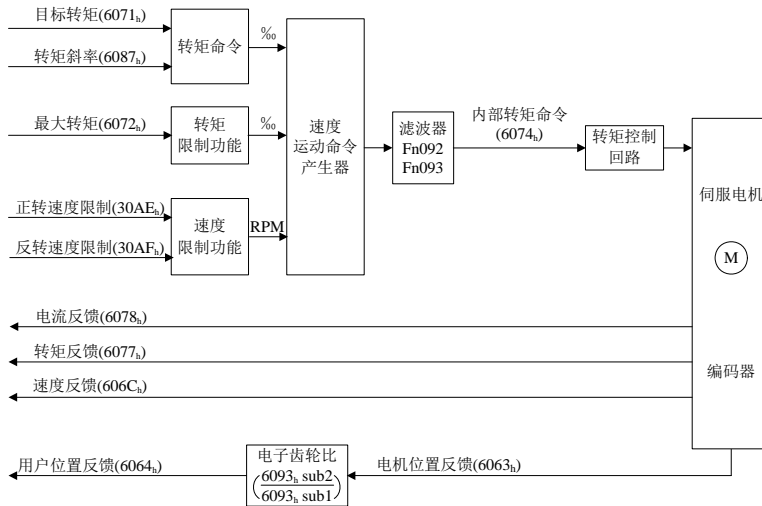 目标转矩(6071h)
转矩斜率(6087h)
转矩命令
‰
最大转矩(6072h)
转矩
限制功能
‰
正转速度限制(30AEh)
反转速度限制(30AFh)
速度
限制功能
RPM
速度
运动命令
产生器
滤波器
Fn092
Fn093
内部转矩命令
(6074h)
转矩控制
回路
伺服电机
M
编码器
电流反馈(6078h)
转矩反馈(6077h)
速度反馈(606Ch)
用户位置反馈(6064h)
电子齿轮比
(6093h sub2
6093h sub1)
电机位置反馈(6063h)